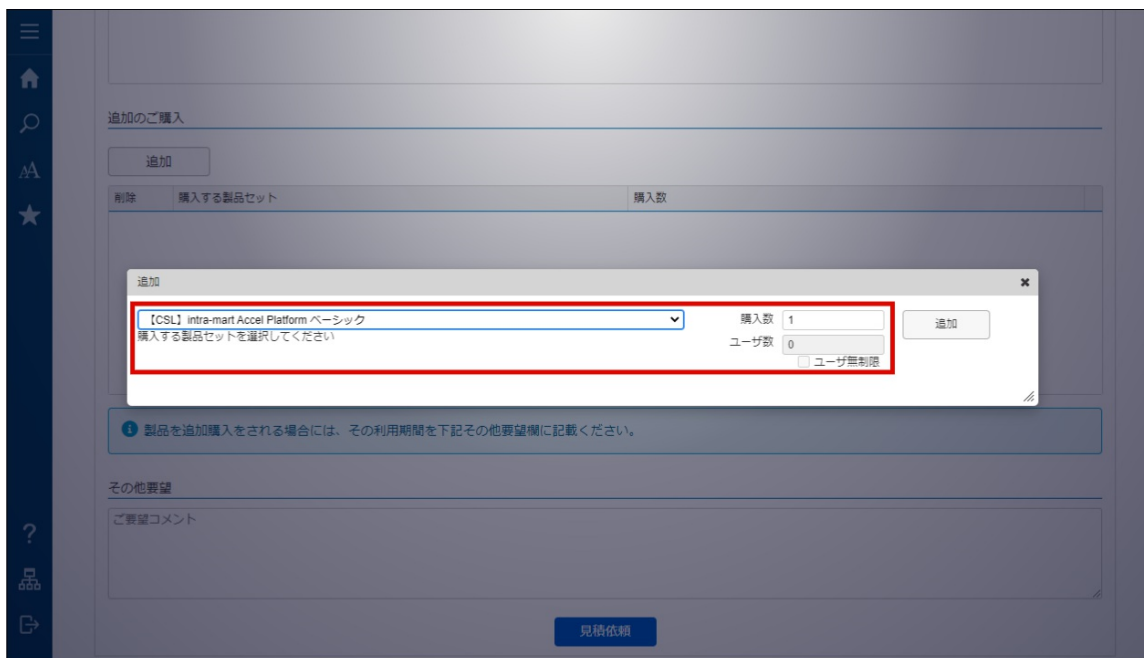 追加のご購入
追加
削除 購入する製品セット 購入数
追加
【CSL】intra-mart Accel Platform ベーシック 購入数 1 追加
購入する製品セットを選択してください ユーザ数 0
ユーザ無制限
製品を追加購入をされる場合には、その利用期間を下記その他要望欄に記載ください。
その他要望
ご要望コメント
見積依頼